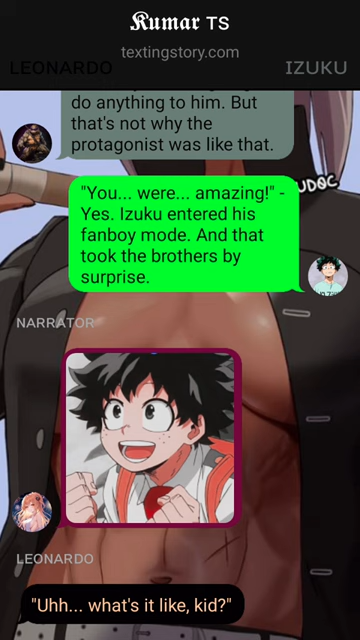 𝕶𝖚𝖒𝖆𝖗 TS
textingstory.com
LEONARDO
IZUKU
do anything to him. But
that's not why the
protagonist was like that.
"You... were... amazing!" -
Yes. Izuku entered his
fanboy mode. And that
took the brothers by
surprise.
NARRATOR
LEONARDO
"Uhh... what's it like, kid?"